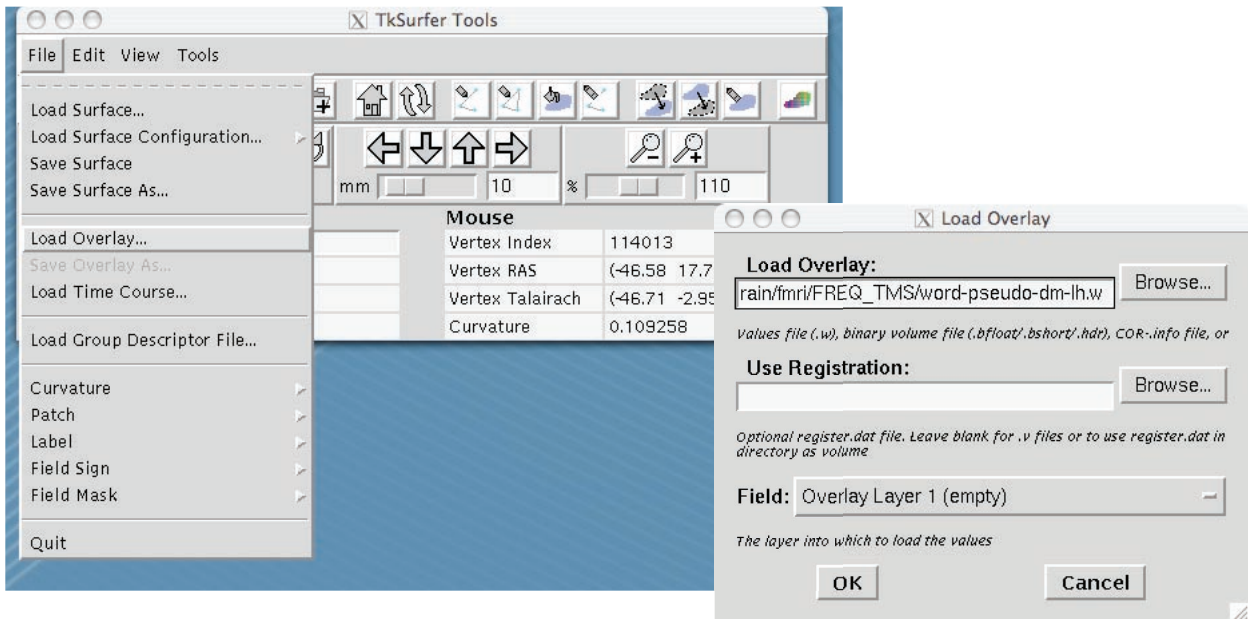 TkSurfer Tools
File Edit View Tools
Load Surface...
Load Surface Configuration...
Save Surface
Save Surface As...
Load Overlay...
Save Overlay As...
Load Time Course...
Load Group Descriptor File...
Curvature
Patch
Label
Field Sign
Field Mask
Quit
mm 10 % 110
Mouse
Vertex Index 114013
Vertex RAS (-46.58 17.7
Vertex Talairach (-46.71 -2.95
Curvature 0.109258
Load Overlay
Load Overlay:
rain/fmri/FREQ_TMS/word-pseudo-dm-lh.w Browse...
Values file (.w), binary volume file (.bfloat/.bshort/.hdr), COR-.info file, or
Use Registration:
Browse...
Optional register.dat file. Leave blank for .v files or to use register.dat in
directory as volume
Field: Overlay Layer 1 (empty)
The layer into which to load the values
OK Cancel